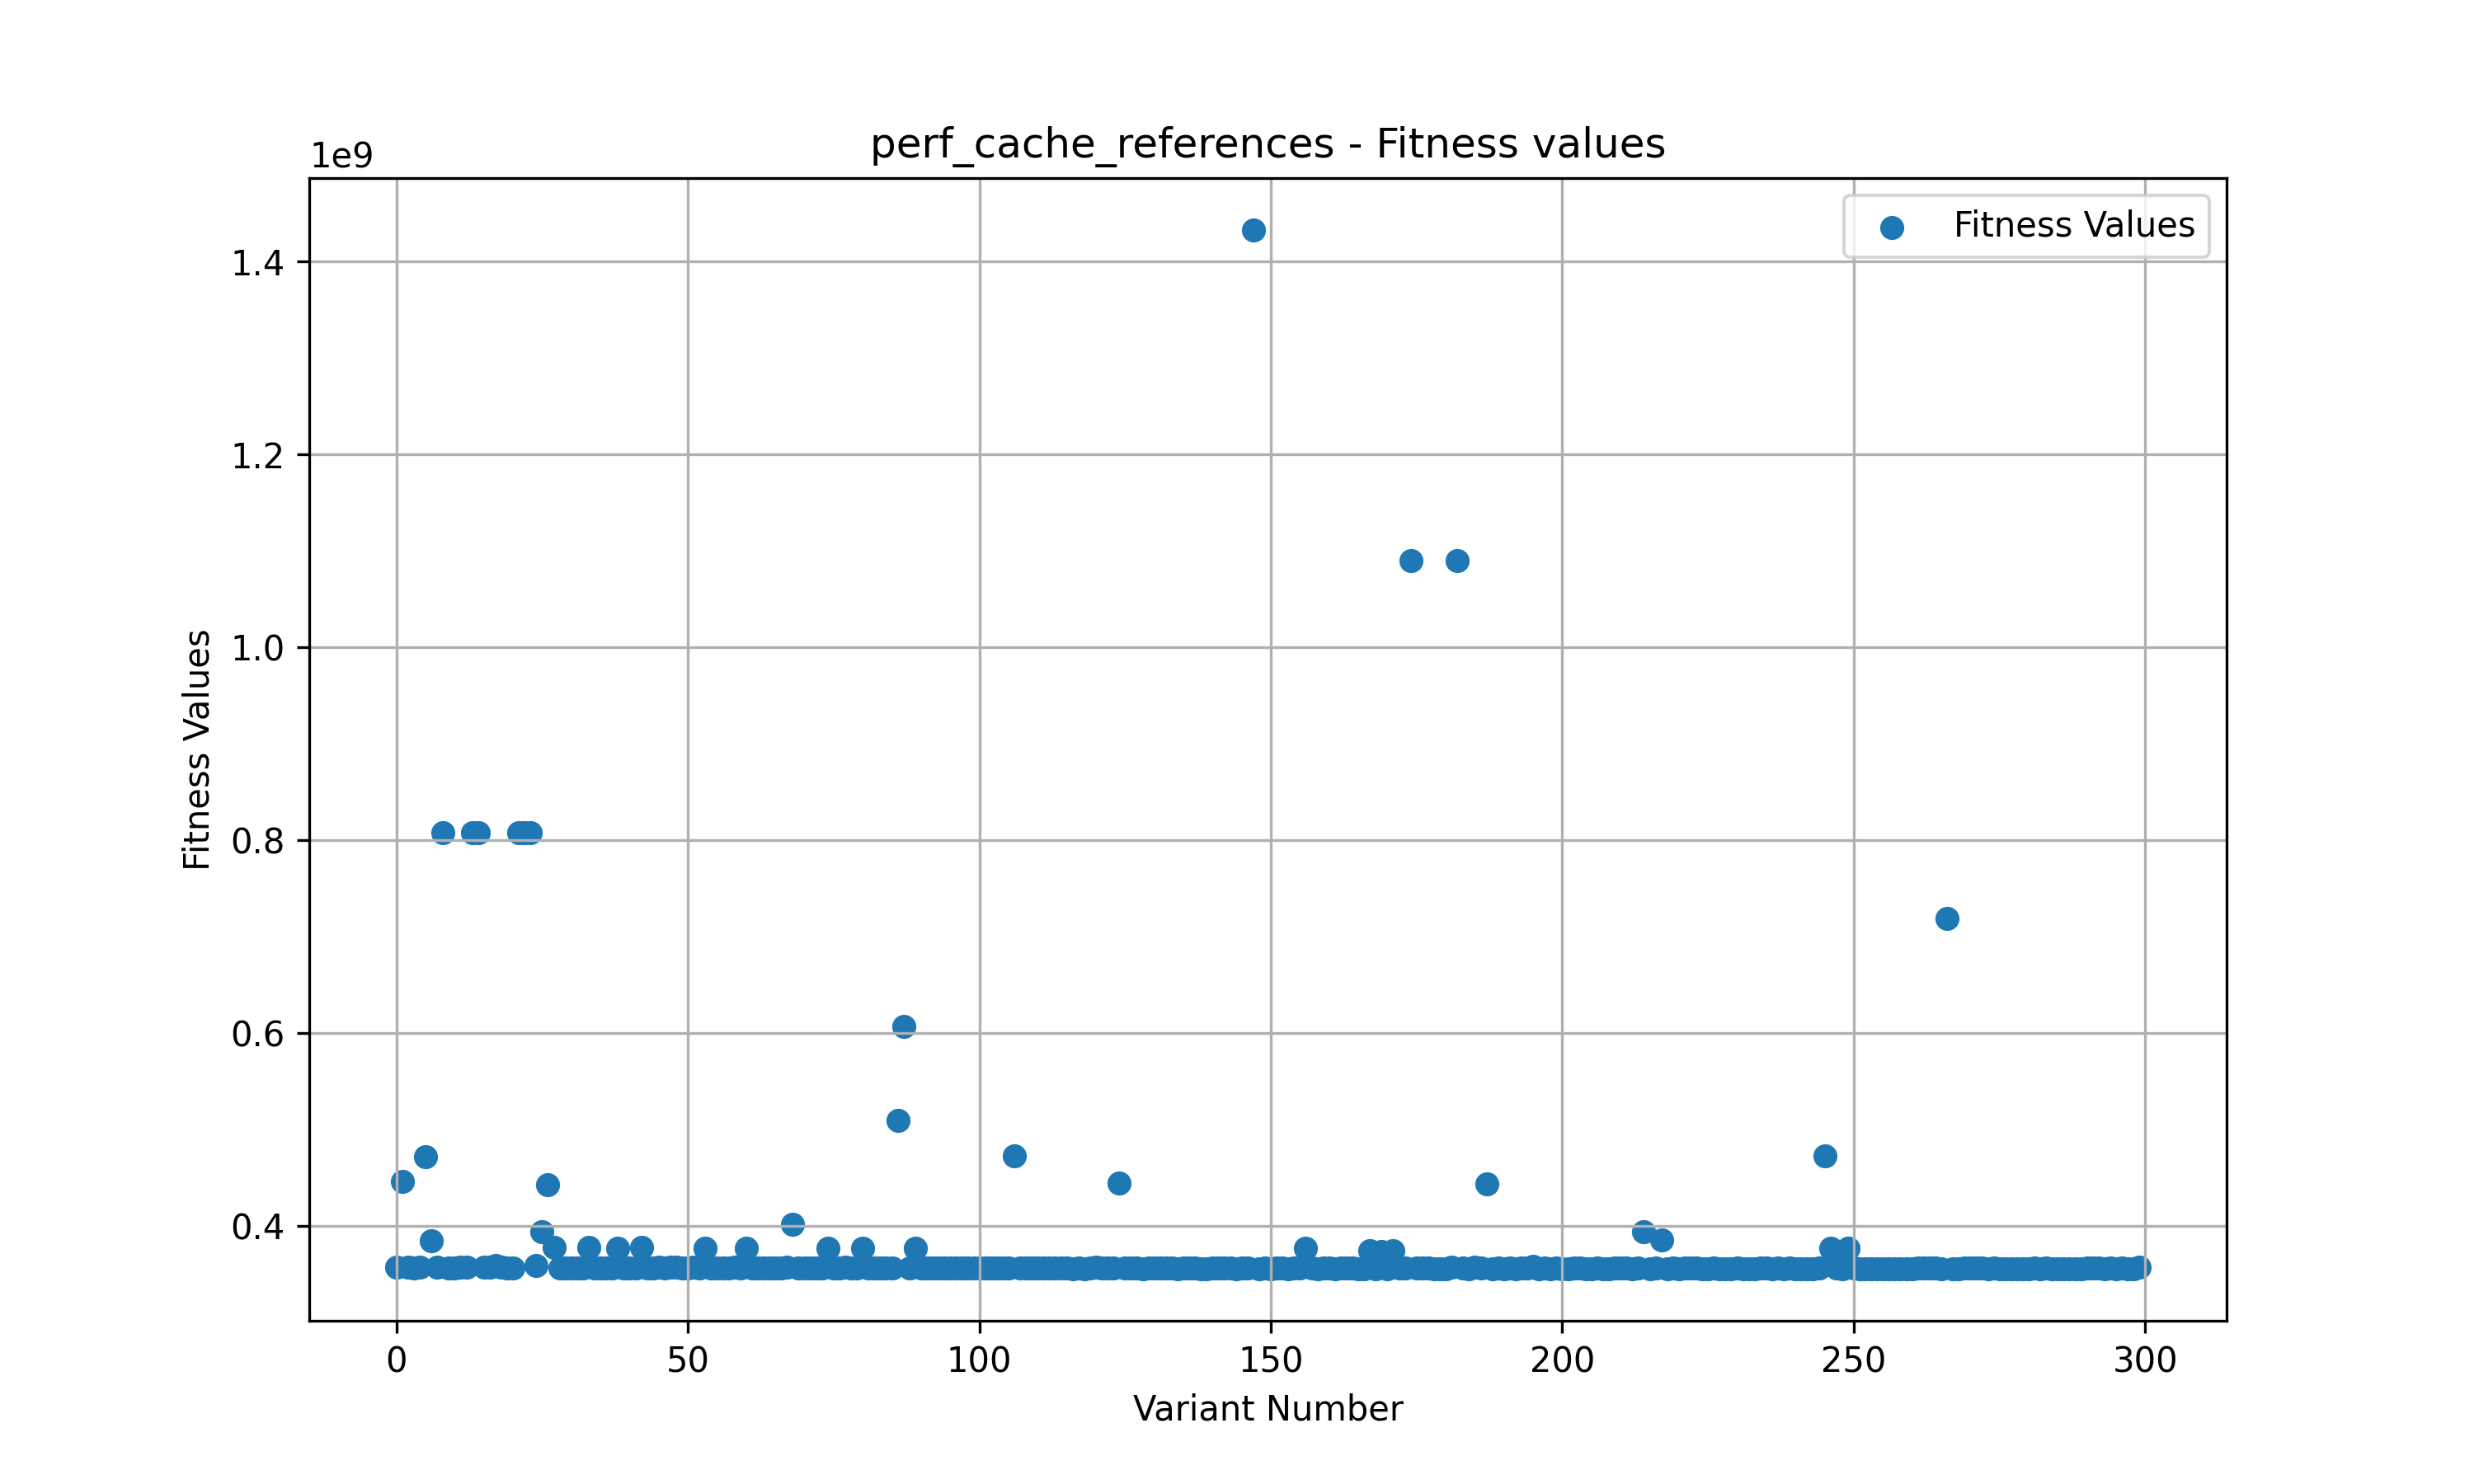 perf_cache_references - Fitness values
1e9
Fitness Values
1.4
1.2
1.0
0.8
0.6
0.4
Fitness Values
0 50 100 150 200 250 300
Variant Number